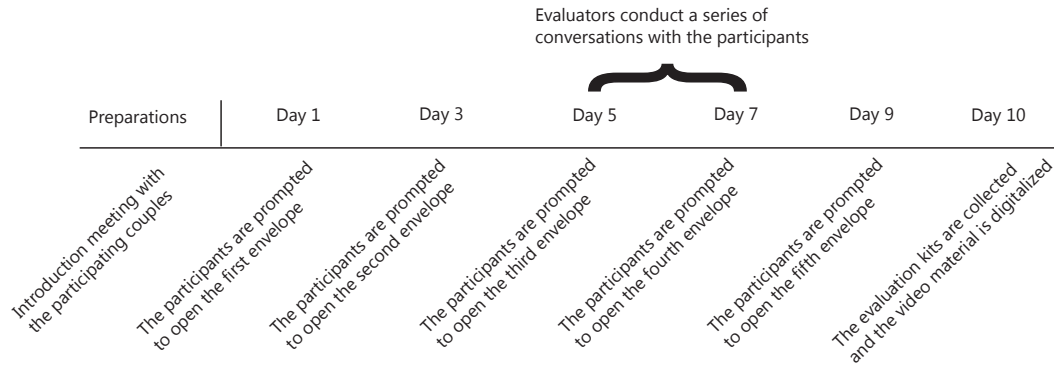 Evaluators conduct a series of
conversations with the participants
Preparations
Day 1
Day 3
Day 5
Day 7
Day 9
Day 10
Introduction meeting with
the participating couples
The participants are prompted
to open the first envelope
The participants are prompted
to open the second envelope
The participants are prompted
to open the third envelope
The participants are prompted
to open the fourth envelope
The participants are prompted
to open the fifth envelope
The evaluation kits are collected
and the video material is digitalized